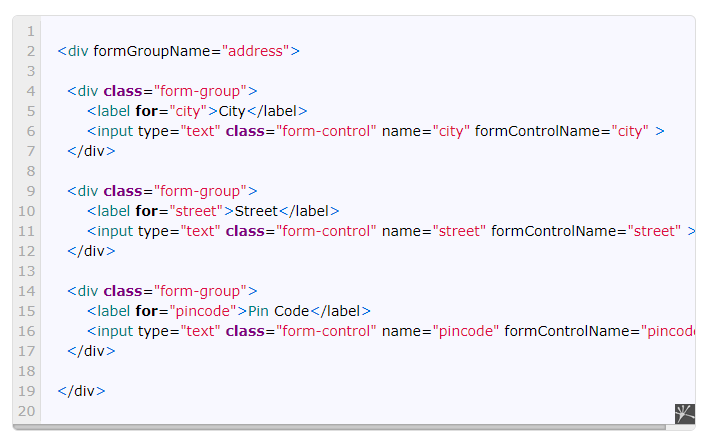 1
2 <div formGroupName="address">
3
4 <div class="form-group">
5 <label for="city">City</label>
6 <input type="text" class="form-control" name="city" formControlName="city" >
7 </div>
8
9 <div class="form-group">
10 <label for="street">Street</label>
11 <input type="text" class="form-control" name="street" formControlName="street" >
12 </div>
13
14 <div class="form-group">
15 <label for="pincode">Pin Code</label>
16 <input type="text" class="form-control" name="pincode" formControlName="pincod
17 </div>
18
19 </div>
20